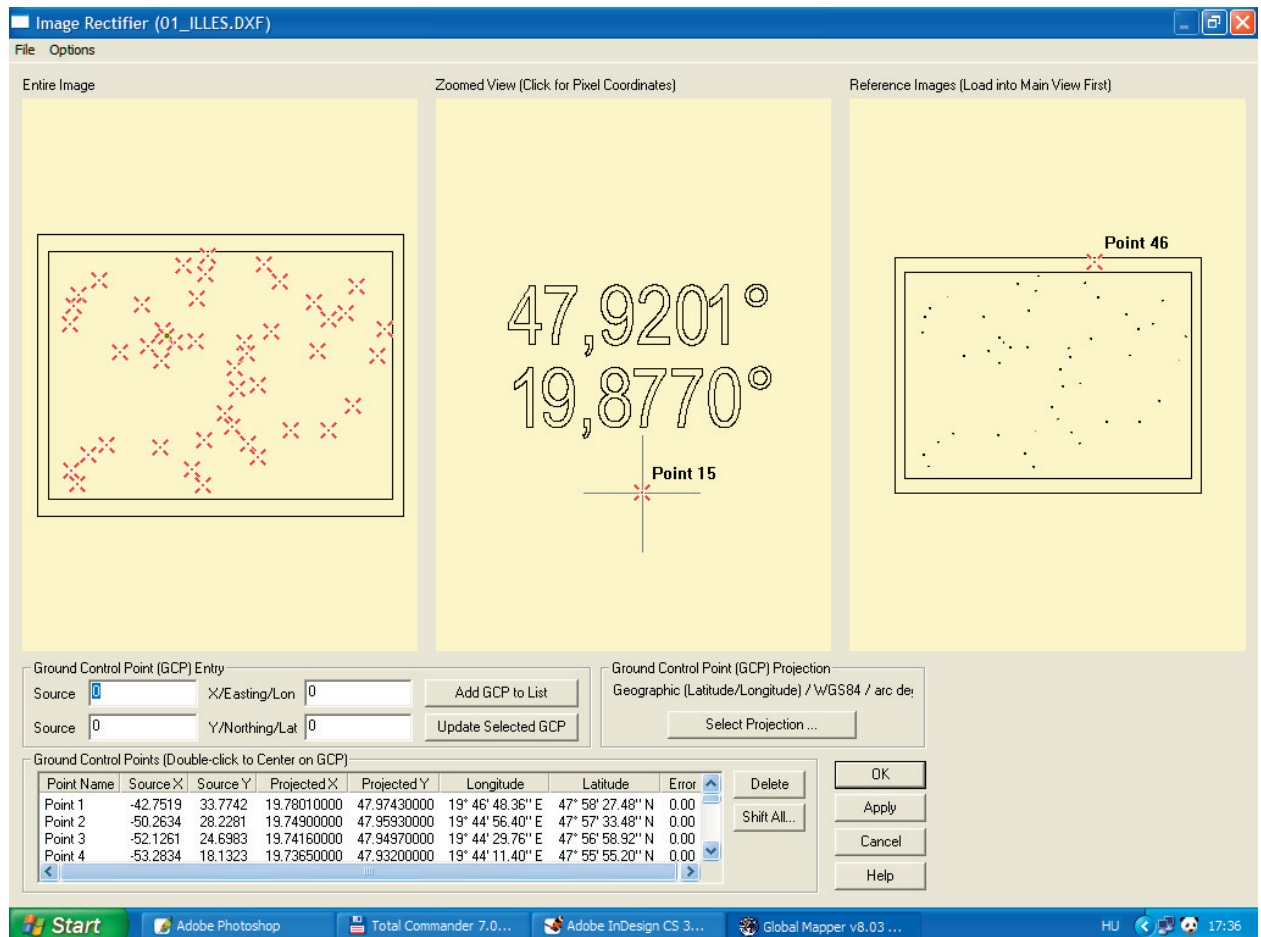 Image Rectifier (01_ILLES.DXF)
File Options
Entire Image
Zoomed View (Click for Pixel Coordinates)
Reference Images (Load into Main View First)
Point 46
47,9201°
19,8770°
Point 15
Ground Control Point (GCP) Entry
Source 0 X/Easting/Lon 0 Add GCP to List
Source 0 Y/Northing/Lat 0 Update Selected GCP
Ground Control Point (GCP) Projection
Geographic (Latitude/Longitude) / WGS84 / arc deg
Select Projection ...
Ground Control Points (Double-click to Center on GCP)
Point Name Source X Source Y Projected X Projected Y Longitude Latitude Error
Point 1 -42.7519 33.7742 19.78010000 47.97430000 19° 46' 48.36" E 47° 58' 27.48" N 0.00
Point 2 -50.2634 28.2281 19.74900000 47.95930000 19° 44' 56.40" E 47° 57' 33.48" N 0.00
Point 3 -52.1261 24.6983 19.74160000 47.94970000 19° 44' 29.76" E 47° 56' 58.92" N 0.00
Point 4 -53.2834 18.1323 19.73650000 47.93200000 19° 44' 11.40" E 47° 55' 55.20" N 0.00
Delete
Shift All...
OK
Apply
Cancel
Help
Start Adobe Photoshop Total Commander 7.0... Adobe InDesign CS 3... Global Mapper v8.03 ... HU 17:36